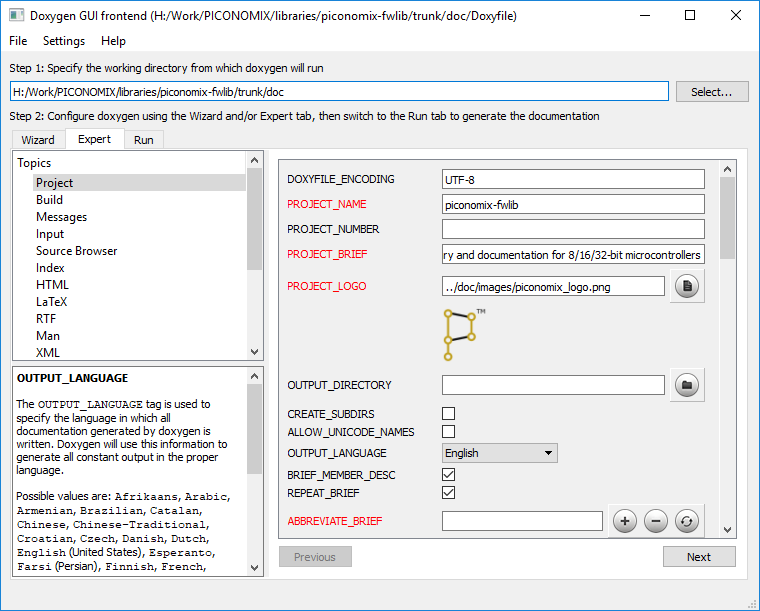 Doxygen GUI frontend (H:/Work/PICONOMIX/libraries/piconomix-fwlib/trunk/doc/Doxyfile)
File Settings Help
Step 1: Specify the working directory from which doxygen will run
H:/Work/PICONOMIX/libraries/piconomix-fwlib/trunk/doc
Select...
Step 2: Configure doxygen using the Wizard and/or Expert tab, then switch to the Run tab to generate the documentation
Wizard Expert Run
Topics
Project
Build
Messages
Input
Source Browser
Index
HTML
LaTeX
RTF
Man
XML
OUTPUT_LANGUAGE
The OUTPUT_LANGUAGE tag is used to
specify the language in which all
documentation generated by doxygen is
written. Doxygen will use this information to
generate all constant output in the proper
language.
Possible values are: Afrikaans, Arabic,
Armenian, Brazilian, Catalan,
Chinese, Chinese-Traditional,
Croatian, Czech, Danish, Dutch,
English (United States), Esperanto,
Farsi (Persian), Finnish, French,
DOXYFILE_ENCODING UTF-8
PROJECT_NAME piconomix-fwlib
PROJECT_NUMBER
PROJECT_BRIEF ry and documentation for 8/16/32-bit microcontrollers
PROJECT_LOGO ../doc/images/piconomix_logo.png
TM
OUTPUT_DIRECTORY
CREATE_SUBDIRS
ALLOW_UNICODE_NAMES
OUTPUT_LANGUAGE English
BRIEF_MEMBER_DESC
REPEAT_BRIEF
ABBREVIATE_BRIEF
Previous Next